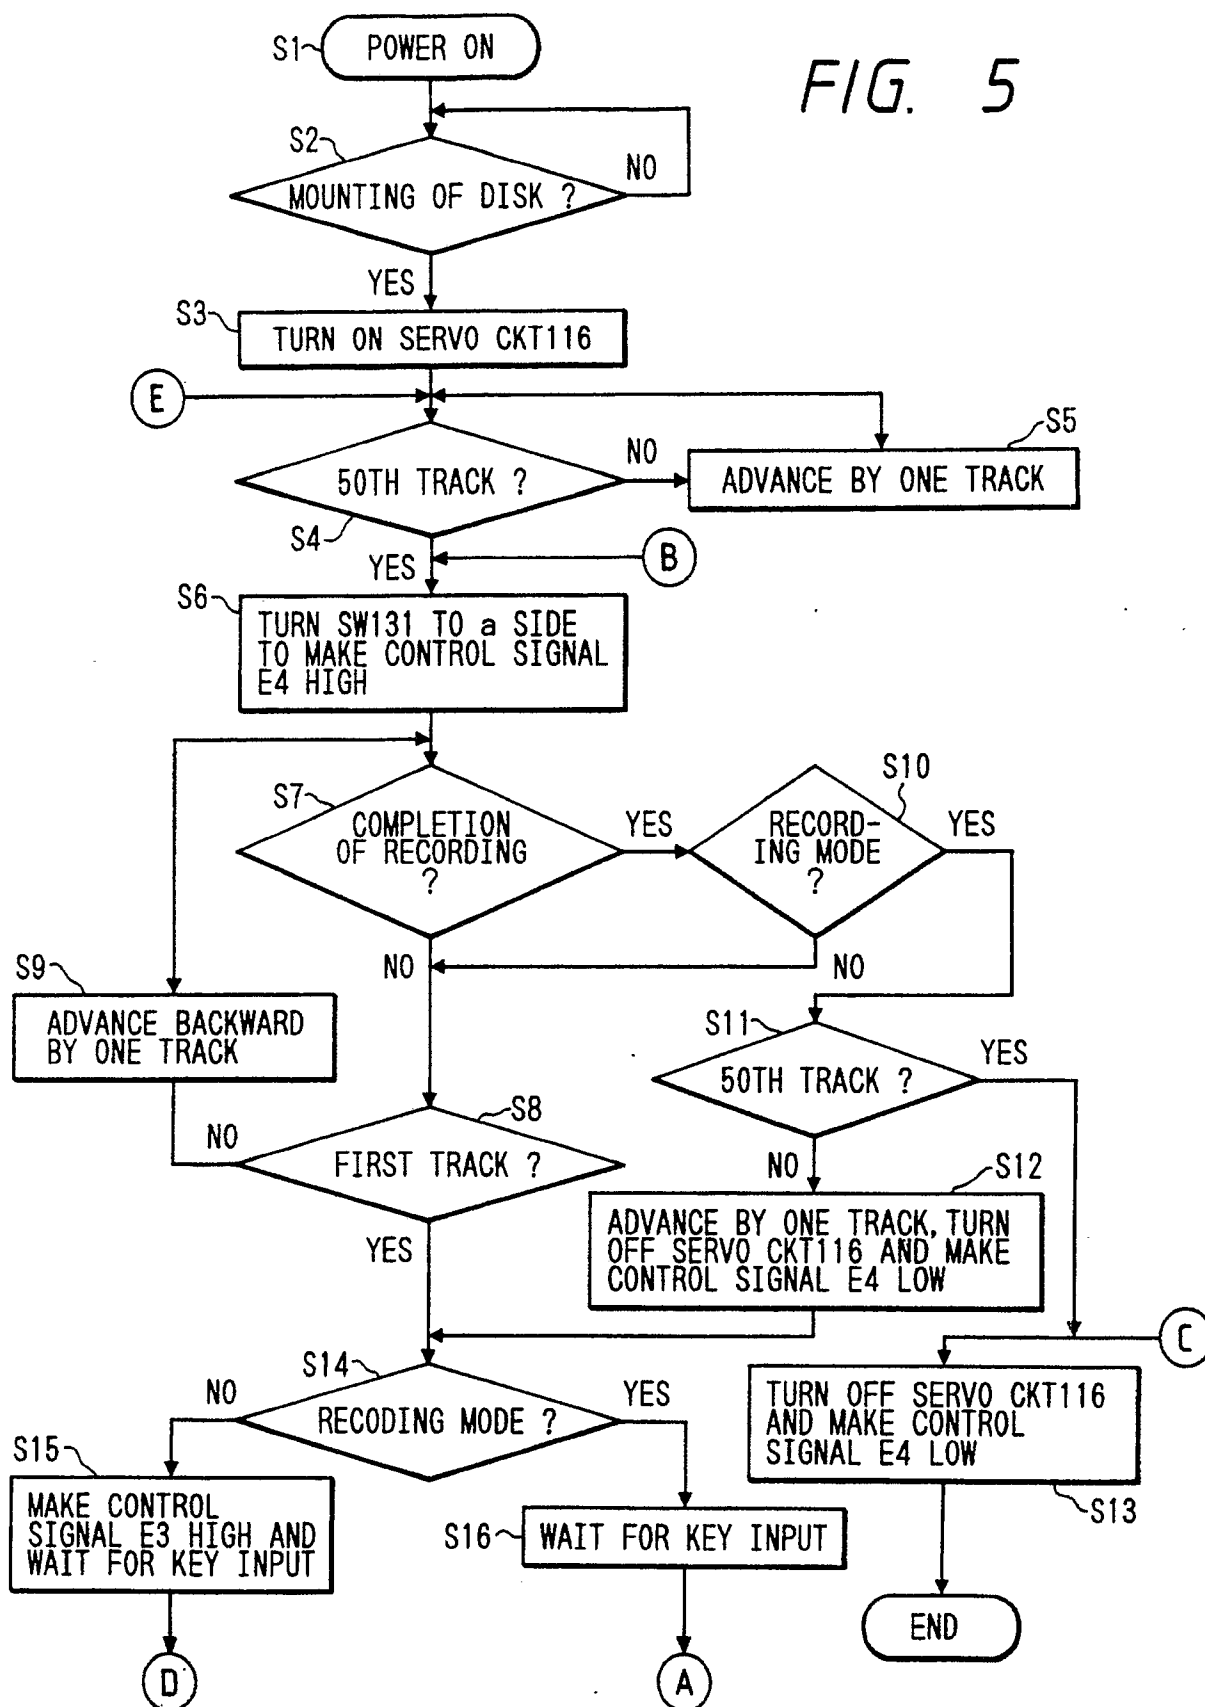 FIG. 5
S1
POWER ON
S2
MOUNTING OF DISK ?
NO
YES
S3
TURN ON SERVO CKT116
E
S5
50TH TRACK ?
NO
ADVANCE BY ONE TRACK
S4
YES
B
S6
TURN SW131 TO a SIDE
TO MAKE CONTROL SIGNAL
E4 HIGH
S7
COMPLETION
OF RECORDING
?
YES
S10
RECORD-
ING MODE
?
YES
NO
NO
S9
ADVANCE BACKWARD
BY ONE TRACK
S11
50TH TRACK ?
YES
NO
S8
FIRST TRACK ?
NO
YES
S12
ADVANCE BY ONE TRACK, TURN
OFF SERVO CKT116 AND MAKE
CONTROL SIGNAL E4 LOW
C
S14
RECODING MODE ?
NO
YES
TURN OFF SERVO CKT116
AND MAKE CONTROL
SIGNAL E4 LOW
S13
S15
MAKE CONTROL
SIGNAL E3 HIGH AND
WAIT FOR KEY INPUT
S16
WAIT FOR KEY INPUT
END
D
A